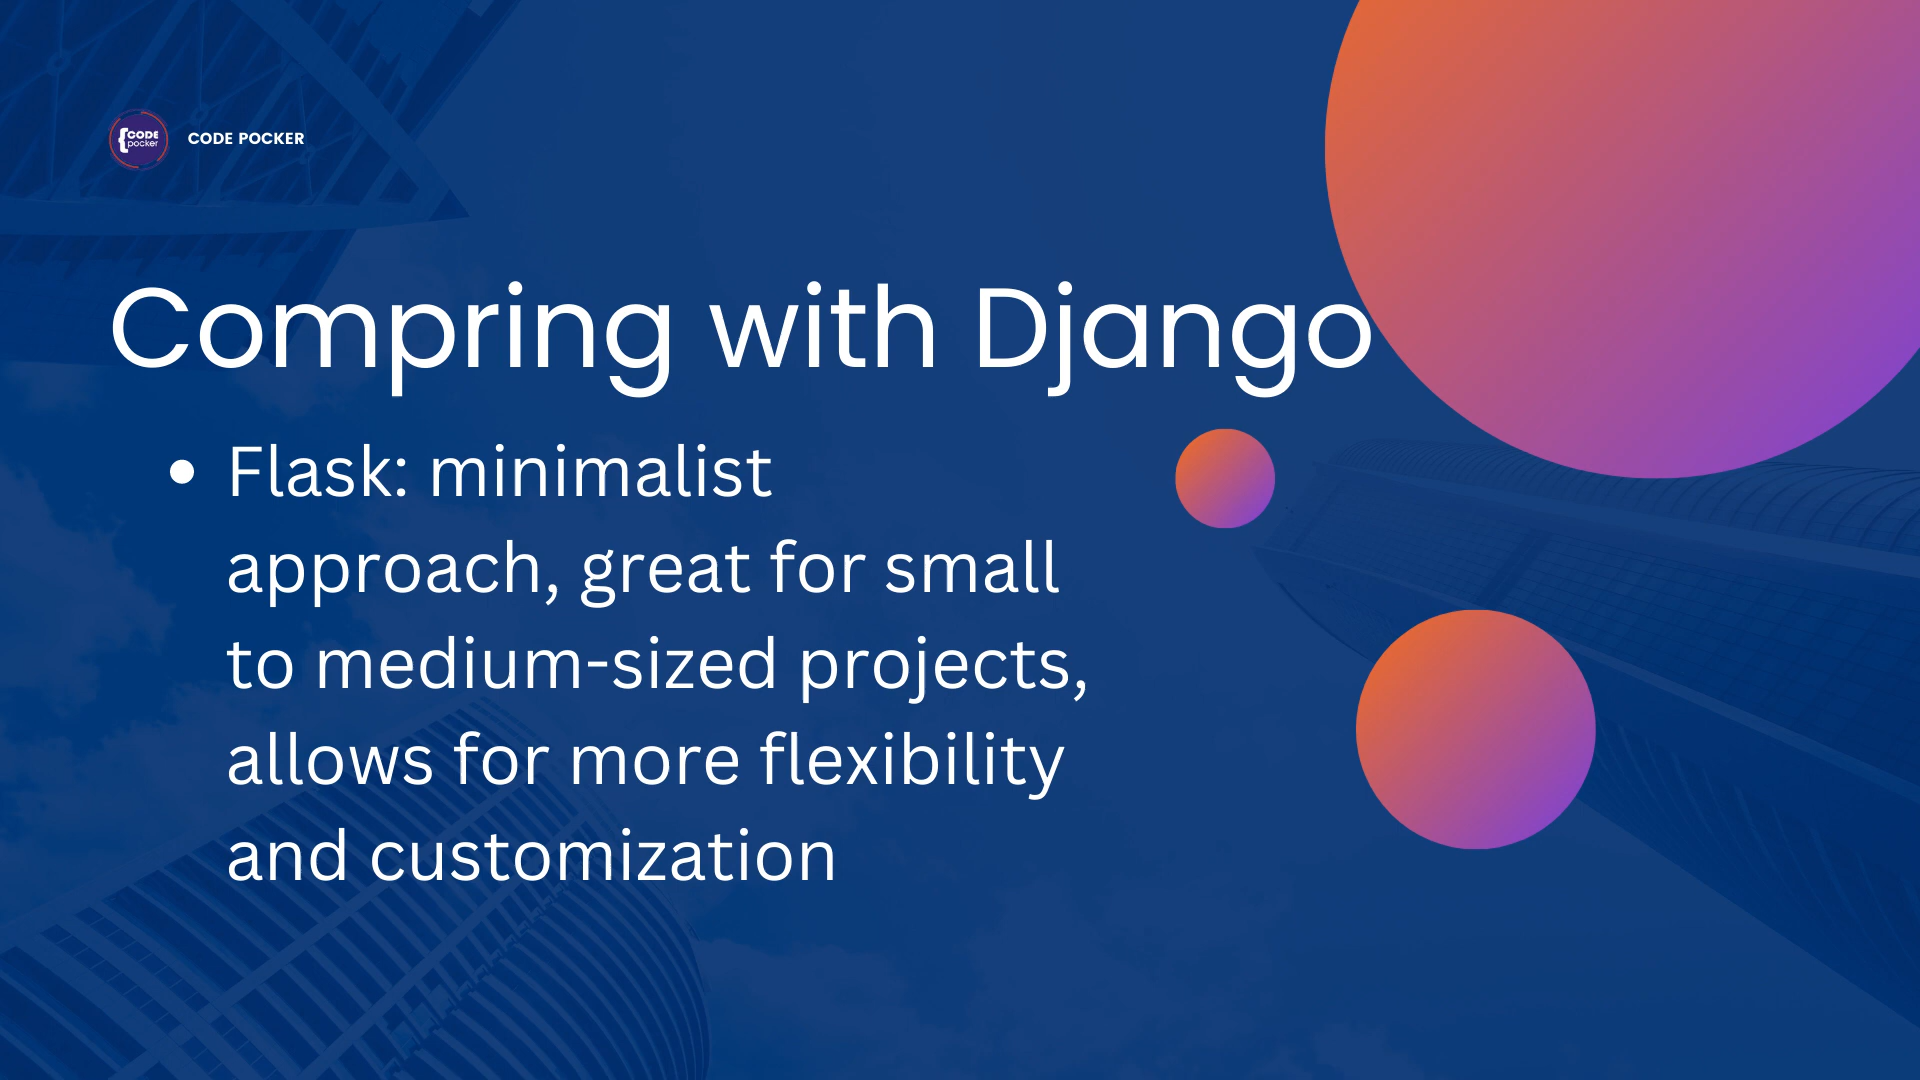 {CODE
pocker
CODE POCKER
Compring with Django
• Flask: minimalist
approach, great for small
to medium-sized projects,
allows for more flexibility
and customization